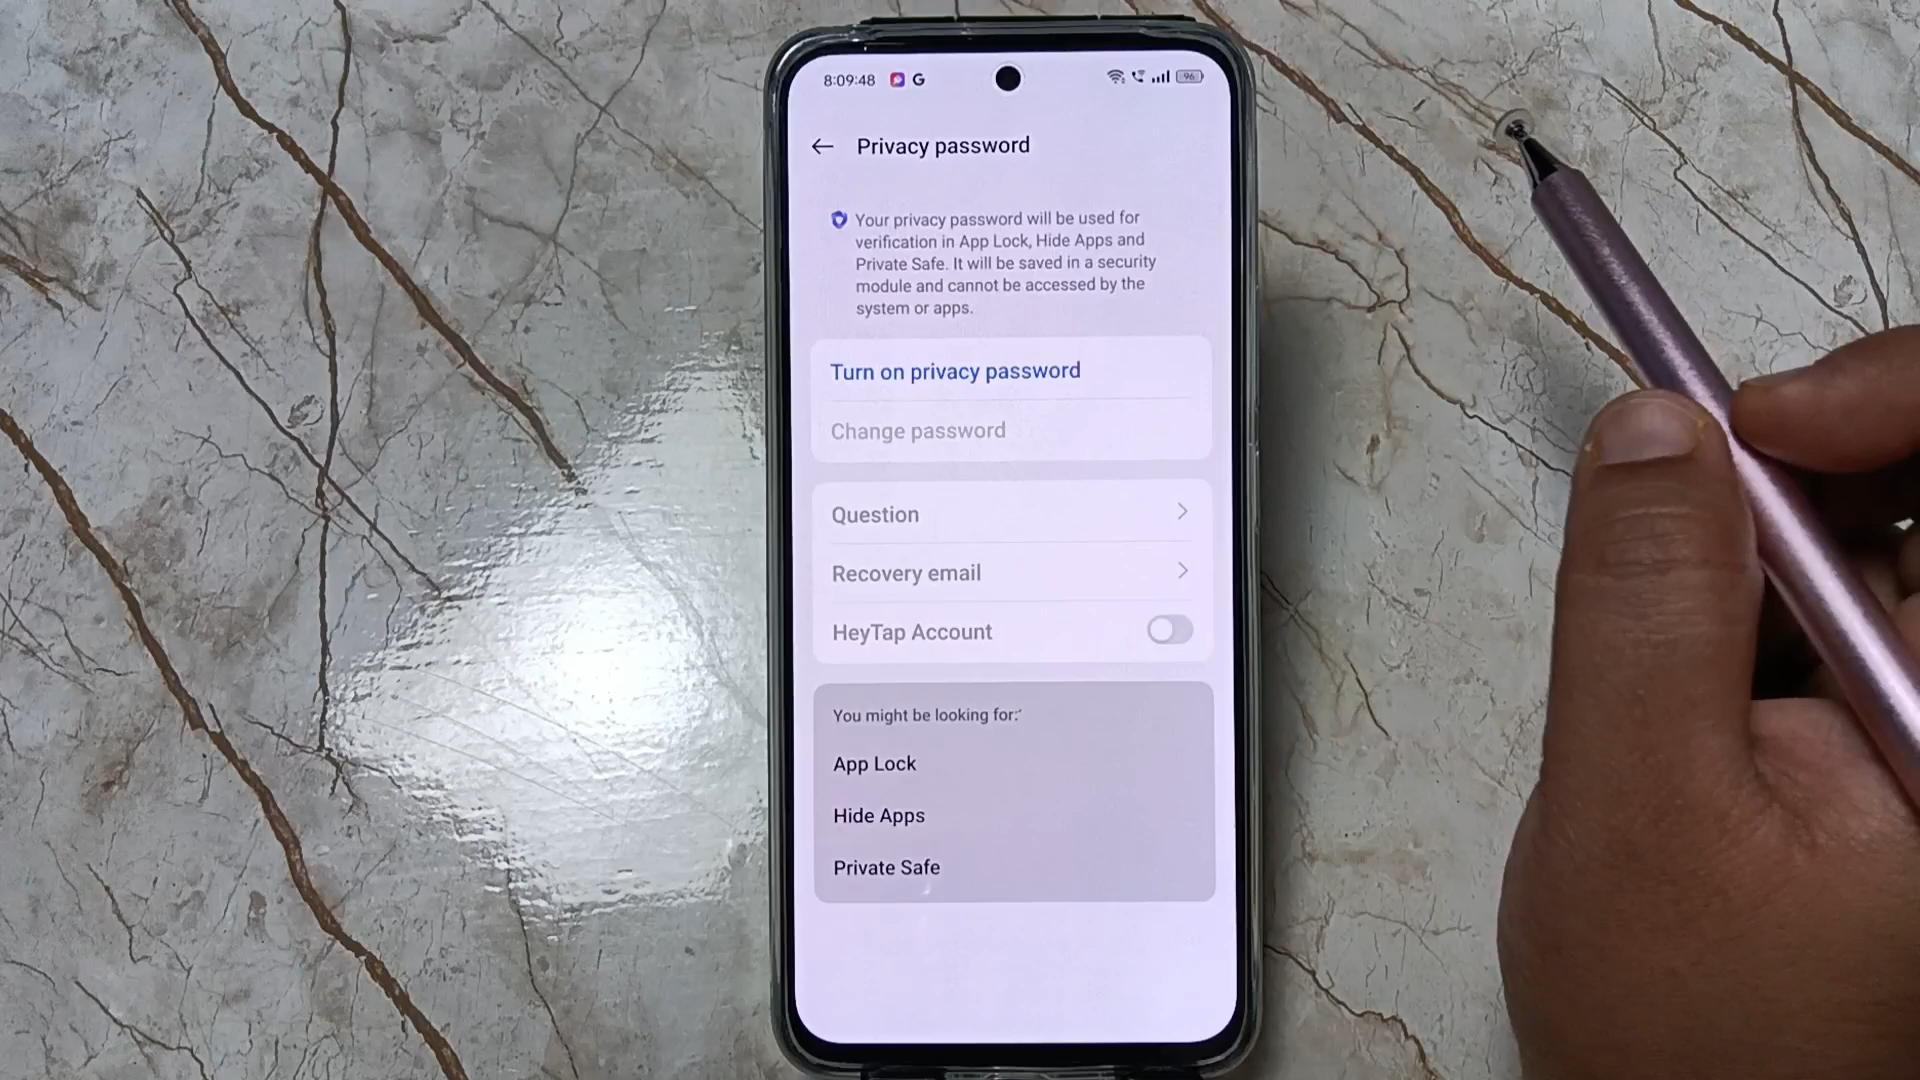 8:09:48 G 96
Privacy password
Your privacy password will be used for
verification in App Lock, Hide Apps and
Private Safe. It will be saved in a security
module and cannot be accessed by the
system or apps.
Turn on privacy password
Change password
Question
Recovery email
HeyTap Account
You might be looking for:
App Lock
Hide Apps
Private Safe